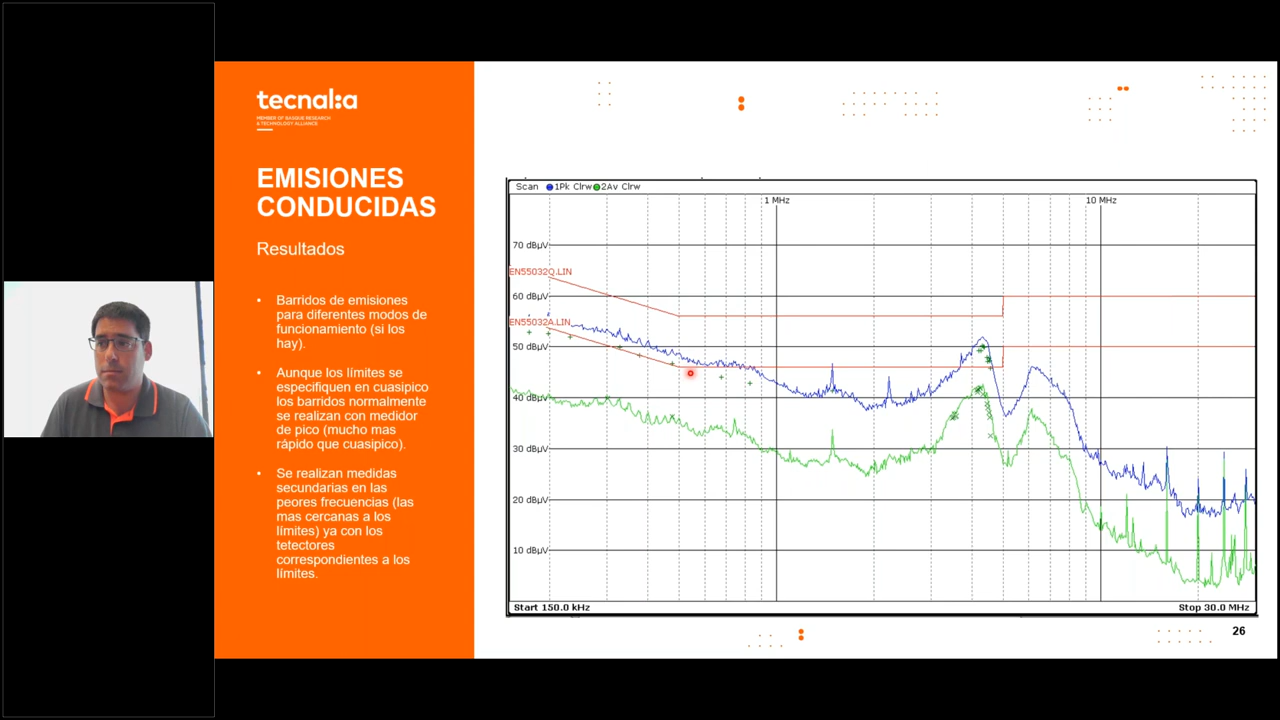 tecnal:a
MEMBER OF BASQUE RESEARCH
& TECHNOLOGY ALLIANCE
EMISIONES
CONDUCIDAS
Resultados
• Barridos de emisiones
para diferentes modos de
funcionamiento (si los
hay).
• Aunque los límites se
especifiquen en cuasipico
los barridos normalmente
se realizan con medidor
de pico (mucho mas
rápido que cuasipico).
• Se realizan medidas
secundarias en las
peores frecuencias (las
mas cercanas a los
límites) ya con los
tetectores
correspondientes a los
límites.
Scan 1Pk Clrw 2Av Clrw
1 MHz 10 MHz
70 dBµV
EN55032Q.LIN
60 dBµV
EN55032A.LIN
50 dBµV
40 dBµV
30 dBµV
20 dBµV
10 dBµV
Start 150.0 kHz Stop 30.0 MHz
26